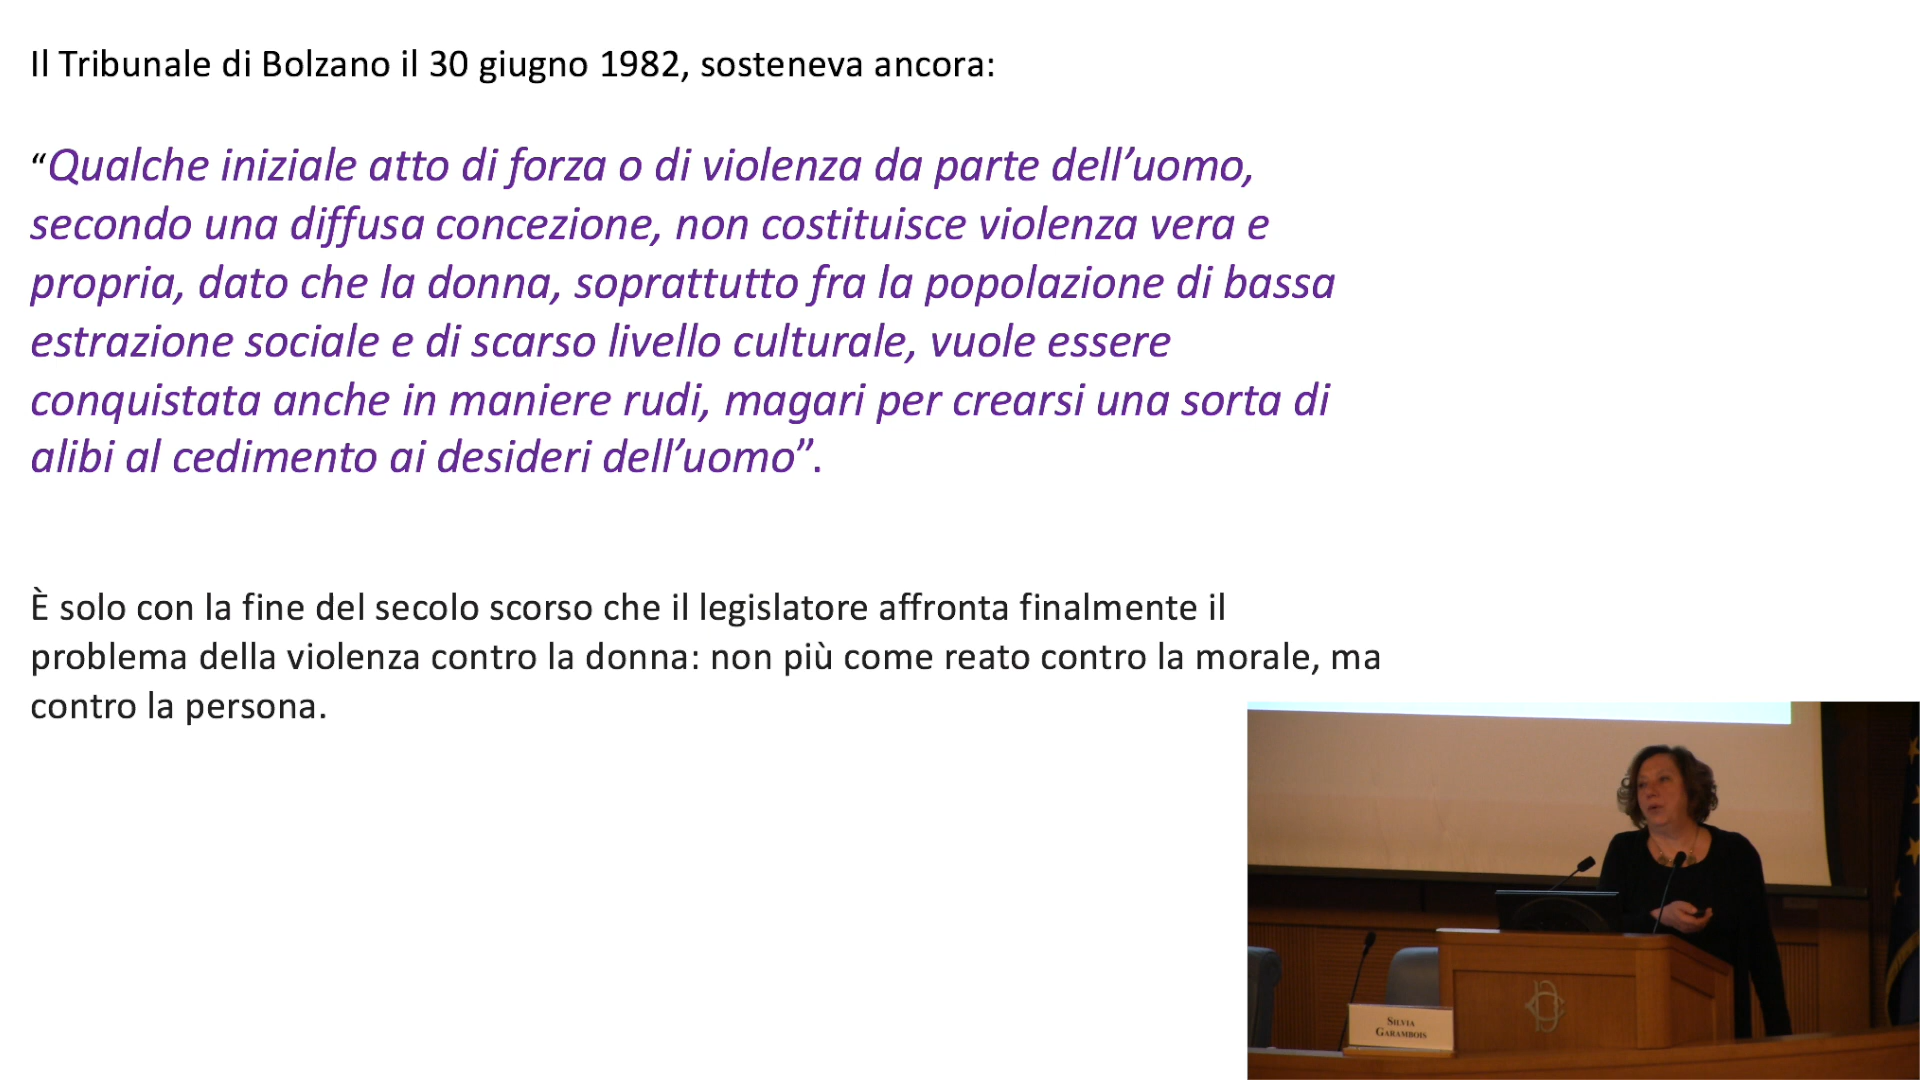 Il Tribunale di Bolzano il 30 giugno 1982, sosteneva ancora:
“Qualche iniziale atto di forza o di violenza da parte dell’uomo,
secondo una diffusa concezione, non costituisce violenza vera e
propria, dato che la donna, soprattutto fra la popolazione di bassa
estrazione sociale e di scarso livello culturale, vuole essere
conquistata anche in maniere rudi, magari per crearsi una sorta di
alibi al cedimento ai desideri dell’uomo”.
È solo con la fine del secolo scorso che il legislatore affronta finalmente il
problema della violenza contro la donna: non più come reato contro la morale, ma
contro la persona.
SILVIA
GARAMBOIS